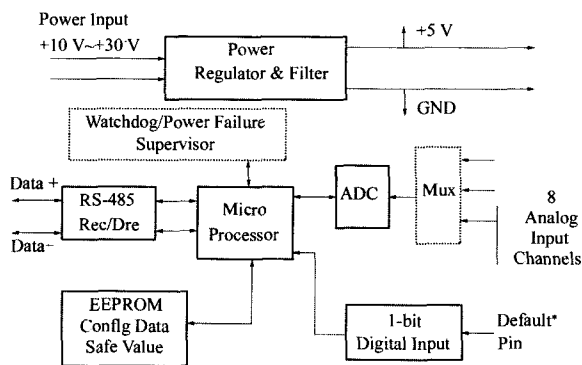 Power Input
+10 V~+30 V
Power
Regulator & Filter
+5 V
GND
Watchdog/Power Failure
Supervisor
Data +
Data−
RS-485
Rec/Dre
Micro
Processor
ADC
Mux
8
Analog
Input
Channels
EEPROM
Conflg Data
Safe Value
1-bit
Digital Input
Default*
Pin